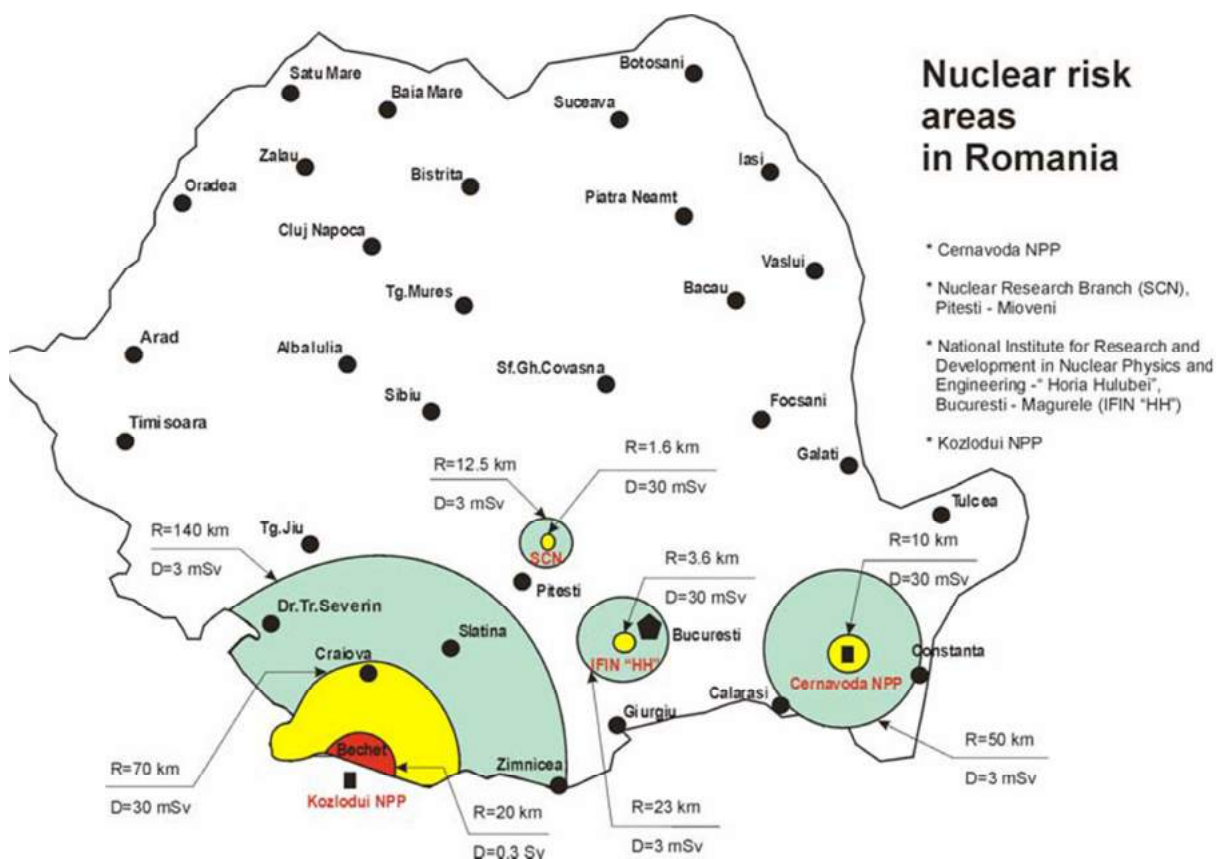 Nuclear risk
areas
in Romania
* Cernavoda NPP
* Nuclear Research Branch (SCN),
Pitesti - Mioveni
* National Institute for Research and
Development in Nuclear Physics and
Engineering -" Horia Hulubei",
Bucuresti - Magurele (IFIN "HH")
* Kozlodui NPP
Botosani
Satu Mare
Baia Mare
Suceava
Zalau
Iasi
Bistrita
Oradea
Piatra Neamt
Cluj Napoca
Vaslui
Tg.Mures
Bacau
Arad
Alba Iulia
Sf.Gh.Covasna
Sibiu
Focsani
Timisoara
R=1.6 km
D=30 mSv
R=12.5 km
D=3 mSv
Galati
Tulcea
Tg.Jiu
R=140 km
D=3 mSv
SCN
R=10 km
D=30 mSv
R=3.6 km
D=30 mSv
Pitesti
Dr.Tr.Severin
Slatina
Bucuresti
Craiova
IFIN "HH"
Constanta
Cernavoda NPP
Calarasi
Giurgiu
Bechet
Zimnicea
R=50 km
D=3 mSv
R=70 km
D=30 mSv
Kozlodui NPP
R=20 km
D=0.3 Sv
R=23 km
D=3 mSv